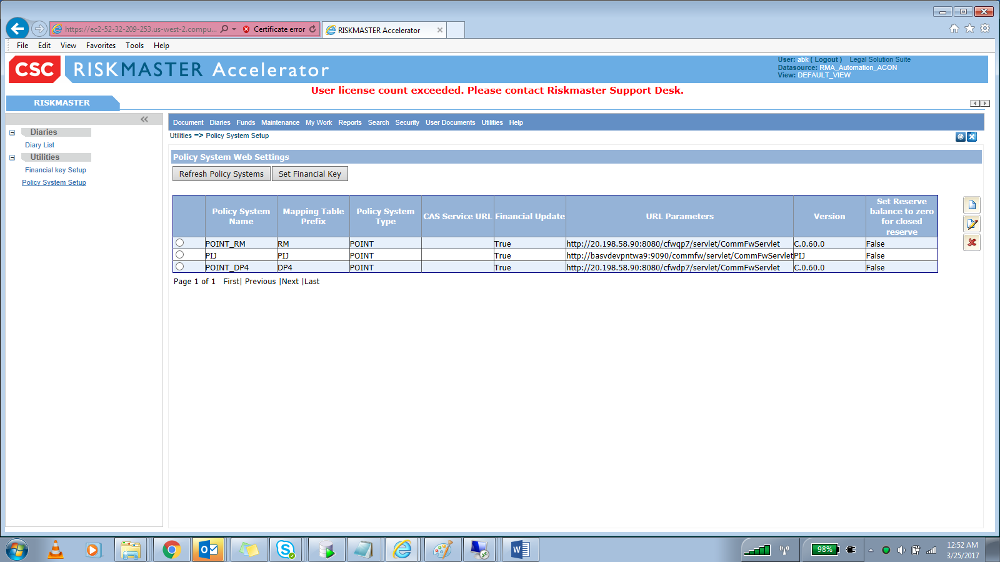 https://ec2-52-32-209-253.us-west-2.compu...
Certificate error
RISKMASTER Accelerator
File Edit View Favorites Tools Help
CSC RISKMASTER Accelerator
User: abk ( Logout ) Legal Solution Suite
Datasource: RMA_Automation_ACON
View: DEFAULT_VIEW
User license count exceeded. Please contact Riskmaster Support Desk.
RISKMASTER
Diaries
Diary List
Utilities
Financial key Setup
Policy System Setup
Document Diaries Funds Maintenance My Work Reports Search Security User Documents Utilities Help
Utilities => Policy System Setup
Policy System Web Settings
Refresh Policy Systems Set Financial Key
Policy System Name Mapping Table Prefix Policy System Type CAS Service URL Financial Update URL Parameters Version Set Reserve balance to zero for closed reserve
POINT_RM RM POINT True http://20.198.58.90:8080/cfwqp7/servlet/CommFwServlet C.0.60.0 False
PIJ PIJ POINT True http://basvdevpntwa9:9090/commfw/servlet/CommFwServlet PIJ False
POINT_DP4 DP4 POINT True http://20.198.58.90:8080/cfwdp7/servlet/CommFwServlet C.0.60.0 False
Page 1 of 1 First| Previous |Next |Last
98%
12:52 AM
3/25/2017